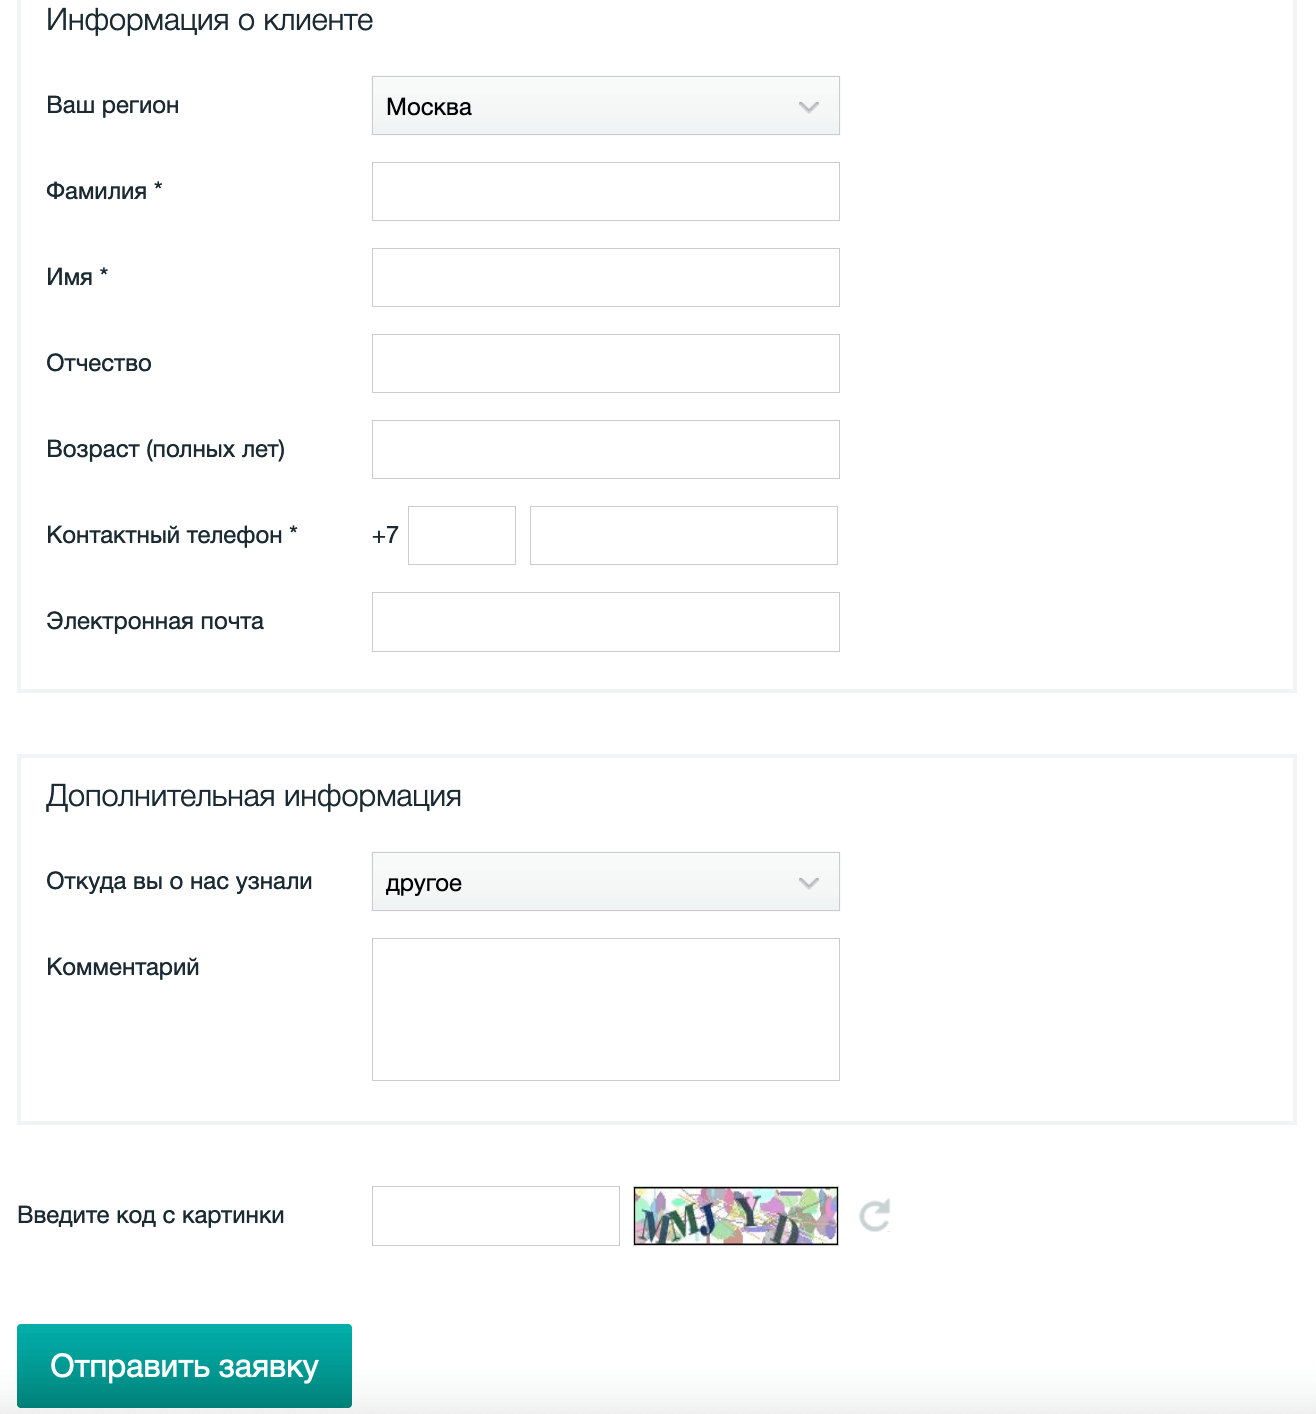 Информация о клиенте
Ваш регион
Москва
Фамилия *
Имя *
Отчество
Возраст (полных лет)
Контактный телефон *
+7
Электронная почта
Дополнительная информация
Откуда вы о нас узнали
другое
Комментарий
Введите код с картинки
MMJYD
Отправить заявку